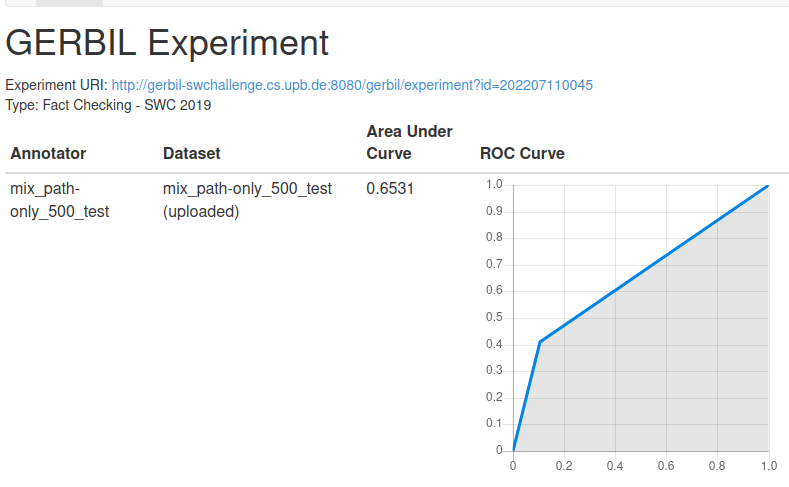 GERBIL Experiment
Experiment URI: http://gerbil-swchallenge.cs.upb.de:8080/gerbil/experiment?id=202207110045
Type: Fact Checking - SWC 2019
Annotator Dataset Area Under Curve ROC Curve
mix_path-only_500_test mix_path-only_500_test (uploaded) 0.6531
1.0
0.9
0.8
0.7
0.6
0.5
0.4
0.3
0.2
0.1
0
0 0.2 0.4 0.6 0.8 1.0